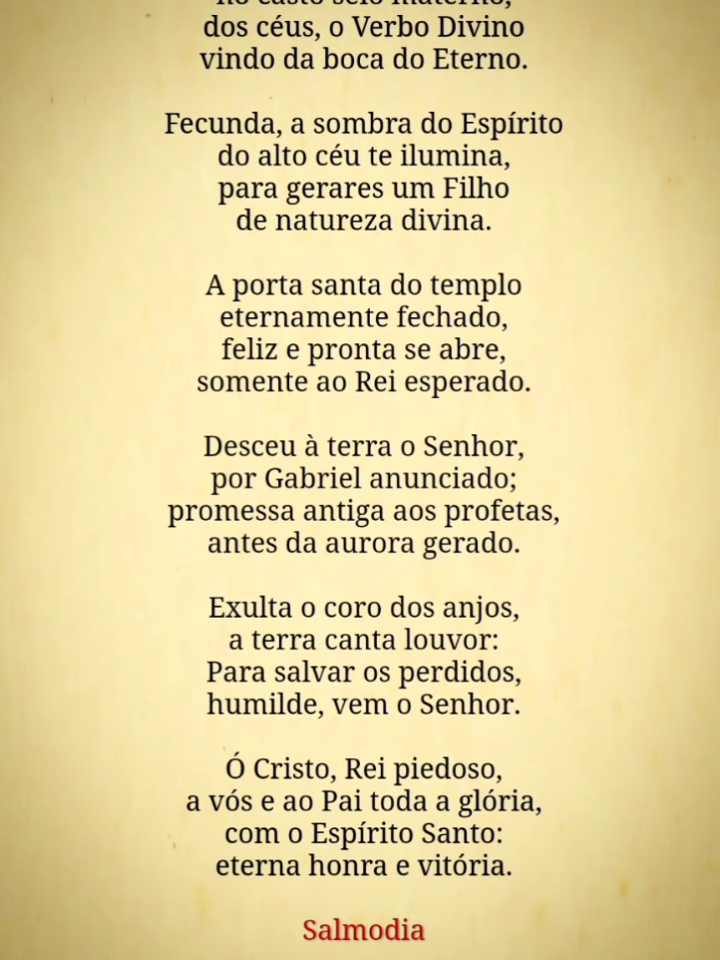 dos céus, o Verbo Divino
vindo da boca do Eterno.
Fecunda, a sombra do Espírito
do alto céu te ilumina,
para gerares um Filho
de natureza divina.
A porta santa do templo
eternamente fechado,
feliz e pronta se abre,
somente ao Rei esperado.
Desceu à terra o Senhor,
por Gabriel anunciado;
promessa antiga aos profetas,
antes da aurora gerado.
Exulta o coro dos anjos,
a terra canta louvor:
Para salvar os perdidos,
humilde, vem o Senhor.
Ó Cristo, Rei piedoso,
a vós e ao Pai toda a glória,
com o Espírito Santo:
eterna honra e vitória.
Salmodia